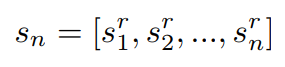 $s_n = [s_1^r, s_2^r, ..., s_n^r]$